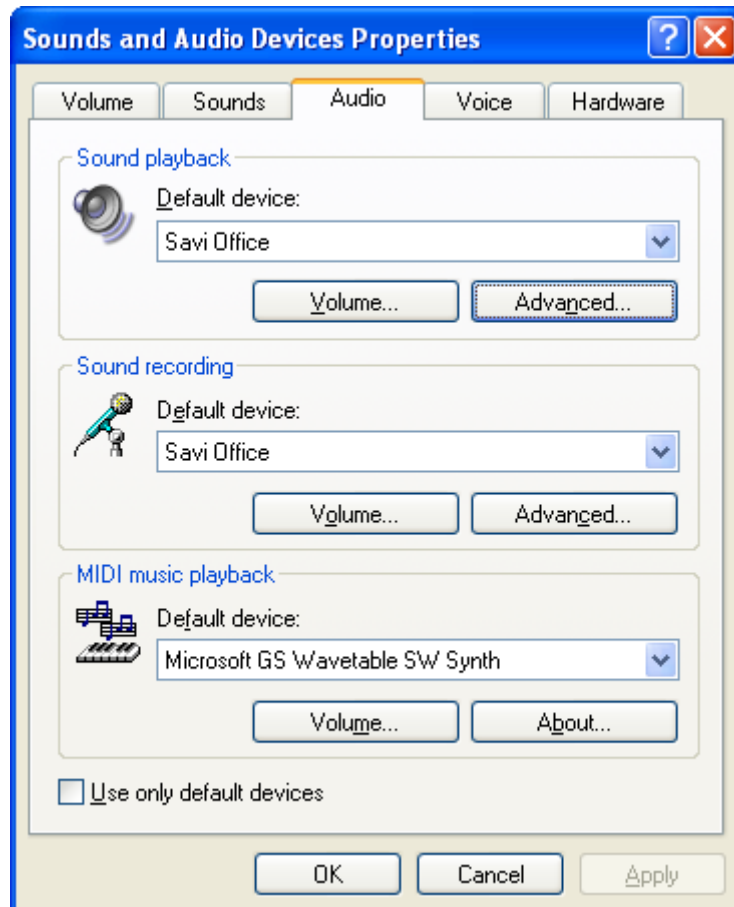 Sounds and Audio Devices Properties
Volume Sounds Audio Voice Hardware
Sound playback
Default device:
Savi Office
Volume... Advanced...
Sound recording
Default device:
Savi Office
Volume... Advanced...
MIDI music playback
Default device:
Microsoft GS Wavetable SW Synth
Volume... About...
Use only default devices
OK Cancel Apply